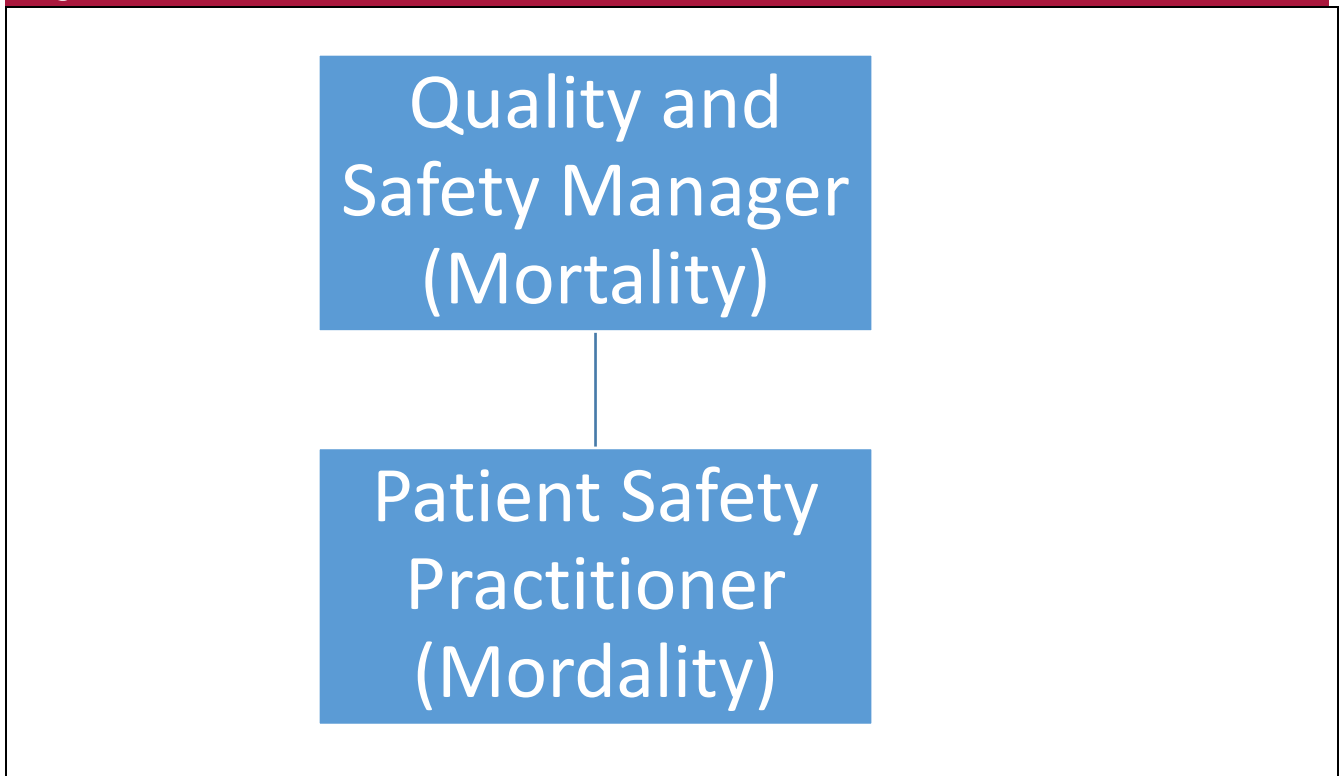 Quality and
Safety Manager
(Mortality)
Patient Safety
Practitioner
(Mordality)